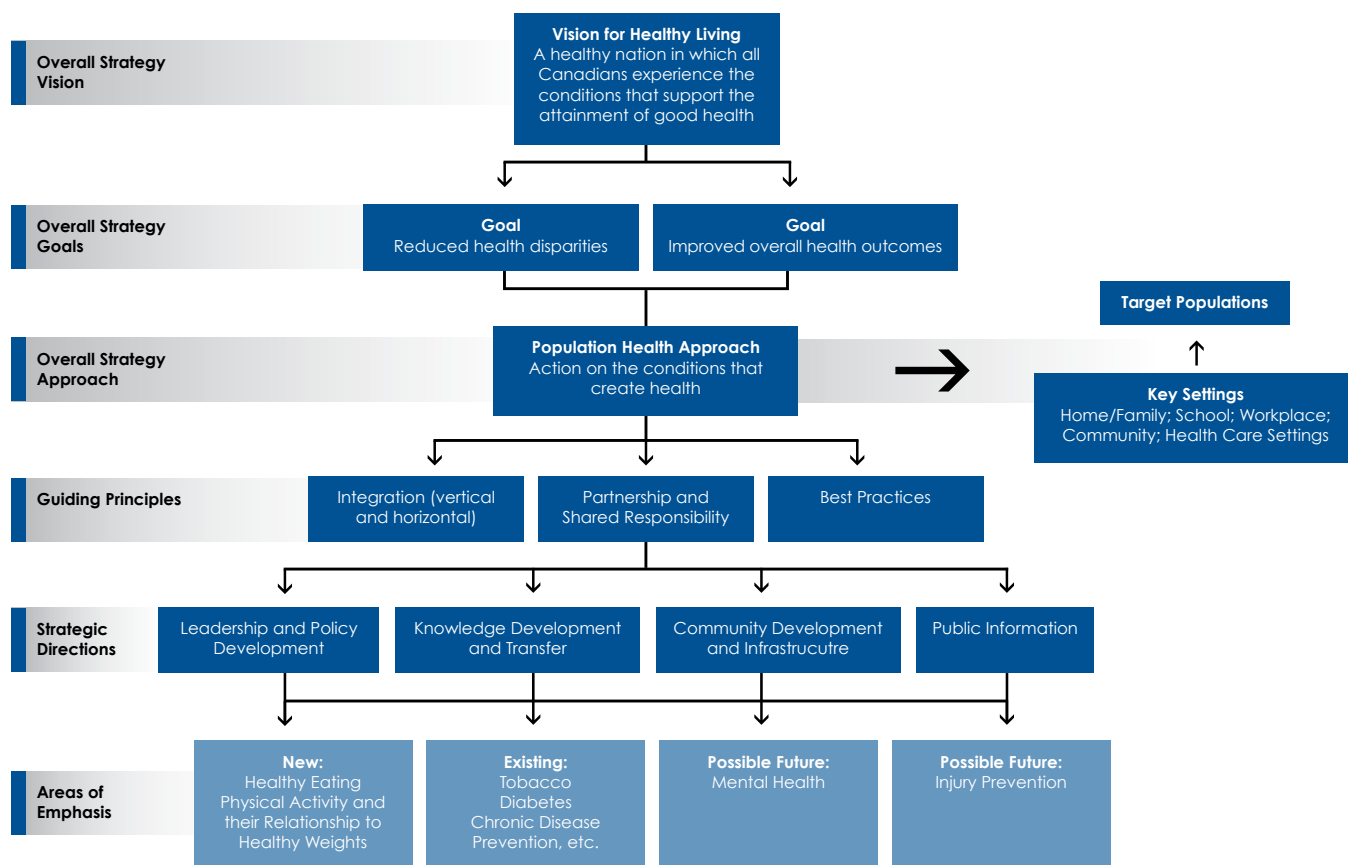 Overall Strategy
Vision
Vision for Healthy Living
A healthy nation in which all
Canadians experience the
conditions that support the
attainment of good health
Overall Strategy
Goals
Goal
Reduced health disparities
Goal
Improved overall health outcomes
Overall Strategy
Approach
Population Health Approach
Action on the conditions that
create health
Target Populations
Key Settings
Home/Family; School; Workplace;
Community; Health Care Settings
Guiding Principles
Integration (vertical
and horizontal)
Partnership and
Shared Responsibility
Best Practices
Strategic
Directions
Leadership and Policy
Development
Knowledge Development
and Transfer
Community Development
and Infrastrucutre
Public Information
Areas of
Emphasis
New:
Healthy Eating
Physical Activity and
their Relationship to
Healthy Weights
Existing:
Tobacco
Diabetes
Chronic Disease
Prevention, etc.
Possible Future:
Mental Health
Possible Future:
Injury Prevention